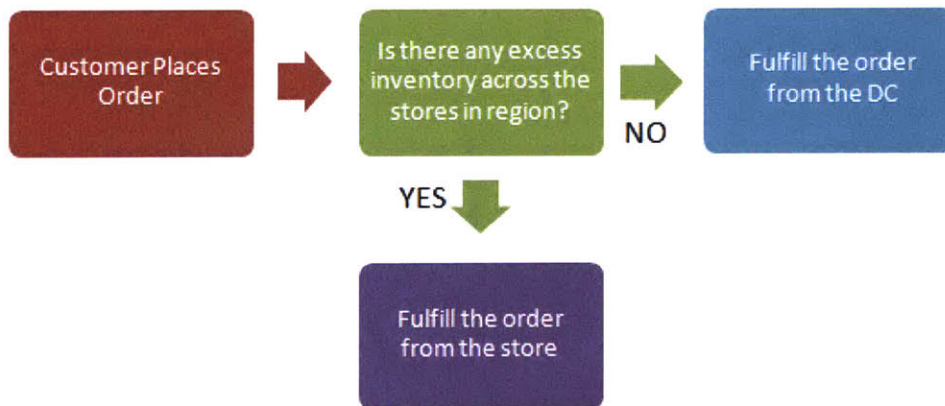 Customer Places
Order
Is there any excess
inventory across the
stores in region?
NO
Fulfill the order
from the DC
YES
Fulfill the order
from the store